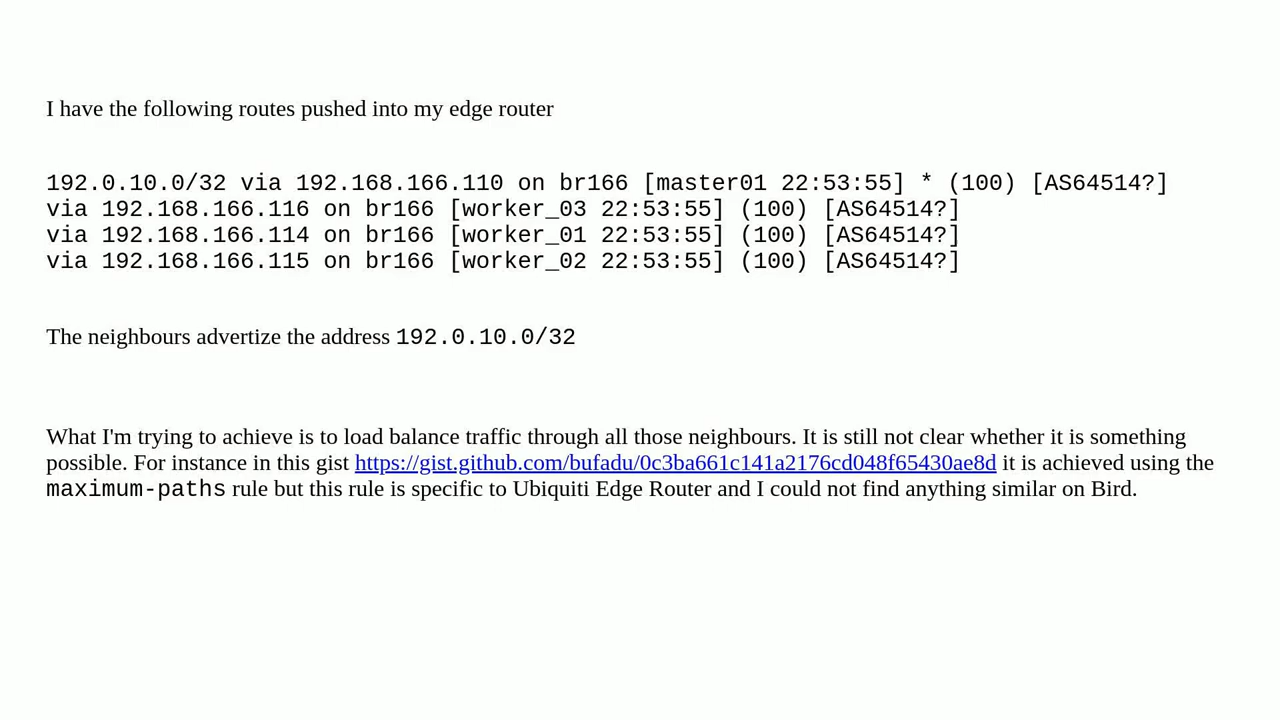 I have the following routes pushed into my edge router
192.0.10.0/32 via 192.168.166.110 on br166 [master01 22:53:55] * (100) [AS64514?]
via 192.168.166.116 on br166 [worker_03 22:53:55] (100) [AS64514?]
via 192.168.166.114 on br166 [worker_01 22:53:55] (100) [AS64514?]
via 192.168.166.115 on br166 [worker_02 22:53:55] (100) [AS64514?]
The neighbours advertize the address 192.0.10.0/32
What I'm trying to achieve is to load balance traffic through all those neighbours. It is still not clear whether it is something
possible. For instance in this gist https://gist.github.com/bufadu/0c3ba661c141a2176cd048f65430ae8d it is achieved using the
maximum-paths rule but this rule is specific to Ubiquiti Edge Router and I could not find anything similar on Bird.